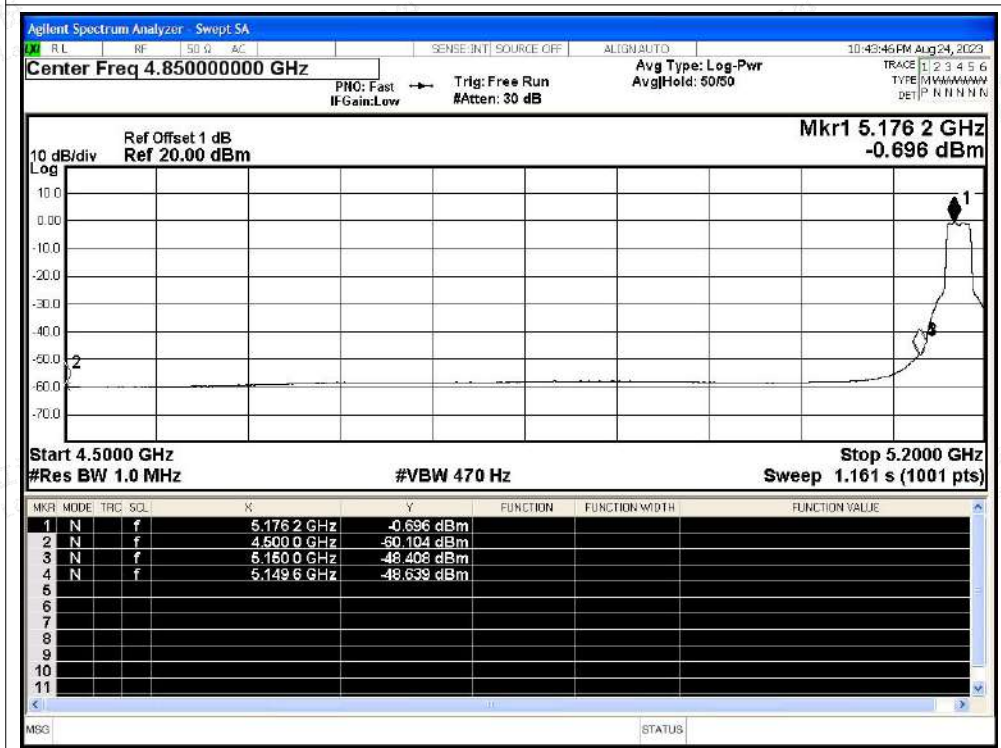 Agilent Spectrum Analyzer - Swept SA
LXI RL RF 50 Ω AC SENSE:INT SOURCE OFF ALIGN AUTO 10:43:46 PM Aug 24, 2023
Center Freq 4.850000000 GHz
PNO: Fast
IFGain:Low
Trig: Free Run
#Atten: 30 dB
Avg Type: Log-Pwr
Avg|Hold: 50/50
TRACE 1 2 3 4 5 6
TYPE MWWWWW
DET P N N N N N
Ref Offset 1 dB
Ref 20.00 dBm
10 dB/div
Log
Mkr1 5.176 2 GHz
-0.696 dBm
10.0
0.00
-10.0
-20.0
-30.0
-40.0
-50.0
-60.0
-70.0
1
2
Start 4.5000 GHz
#Res BW 1.0 MHz
#VBW 470 Hz
Stop 5.2000 GHz
Sweep 1.161 s (1001 pts)
MKR MODE TRC SCL X Y FUNCTION FUNCTION WIDTH FUNCTION VALUE
1 N f 5.176 2 GHz -0.696 dBm
2 N f 4.500 0 GHz -60.104 dBm
3 N f 5.150 0 GHz -48.408 dBm
4 N f 5.149 6 GHz -48.639 dBm
5
6
7
8
9
10
11
MSG
STATUS